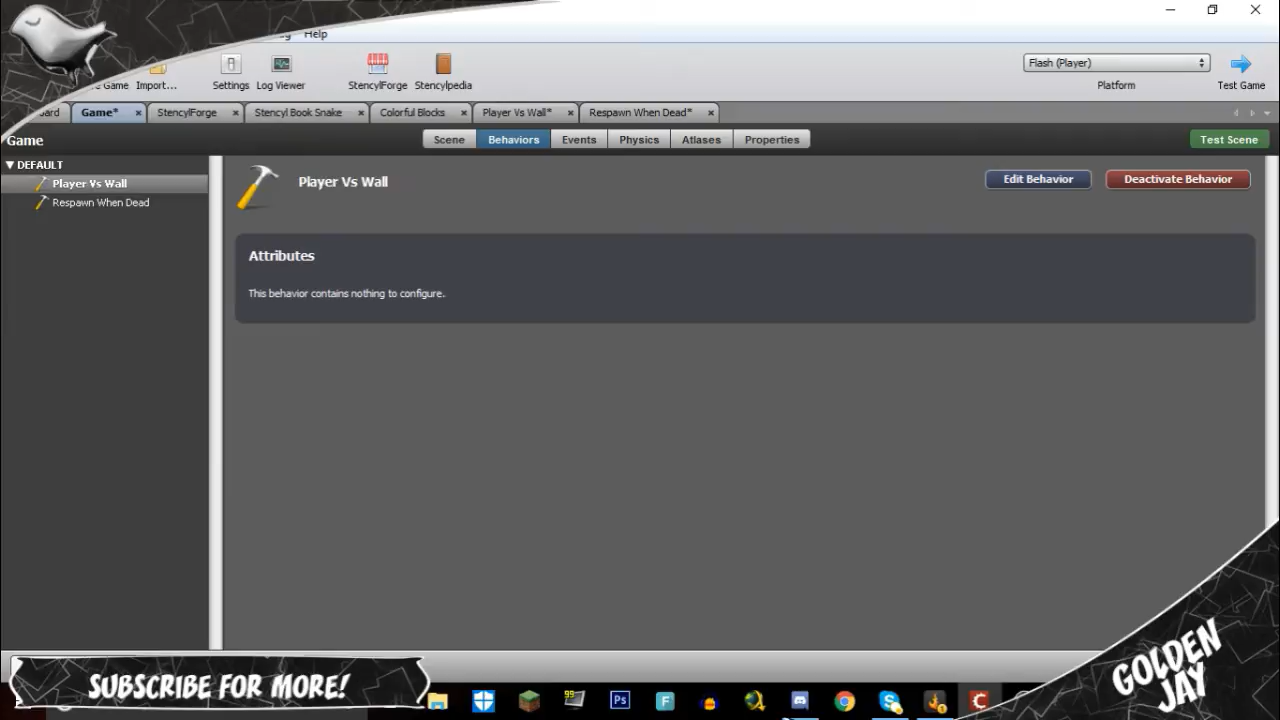 Help
Game
Import...
Settings
Log Viewer
StencylForge
Stencylpedia
Flash (Player)
Platform
Test Game
Game*
StencylForge
Stencyl Book Snake
Colorful Blocks
Player Vs Wall*
Respawn When Dead*
Game
Scene
Behaviors
Events
Physics
Atlases
Properties
Test Scene
DEFAULT
Player Vs Wall
Respawn When Dead
Player Vs Wall
Edit Behavior
Deactivate Behavior
Attributes
This behavior contains nothing to configure.
SUBSCRIBE FOR MORE!
99
Ps
F
C
GOLDEN
JAY